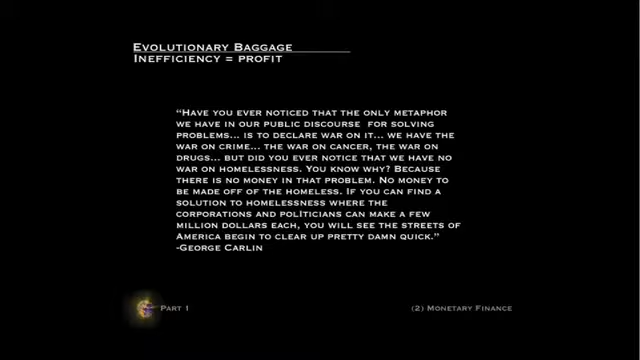 Evolutionary Baggage
Inefficiency = profit
“Have you ever noticed that the only metaphor
we have in our public discourse for solving
problems... is to declare war on it... We have the
war on crime... the war on cancer, the war on
drugs... But did you ever notice that we have no
war on homelessness. You know why? Because
there is no money in that problem. No money to
be made off of the homeless. If you can find a
solution to homelessness where the
corporations and politicians can make a few
million dollars each, you will see the streets of
America begin to clear up pretty damn quick.”
-George Carlin
Part 1
(2) Monetary Finance